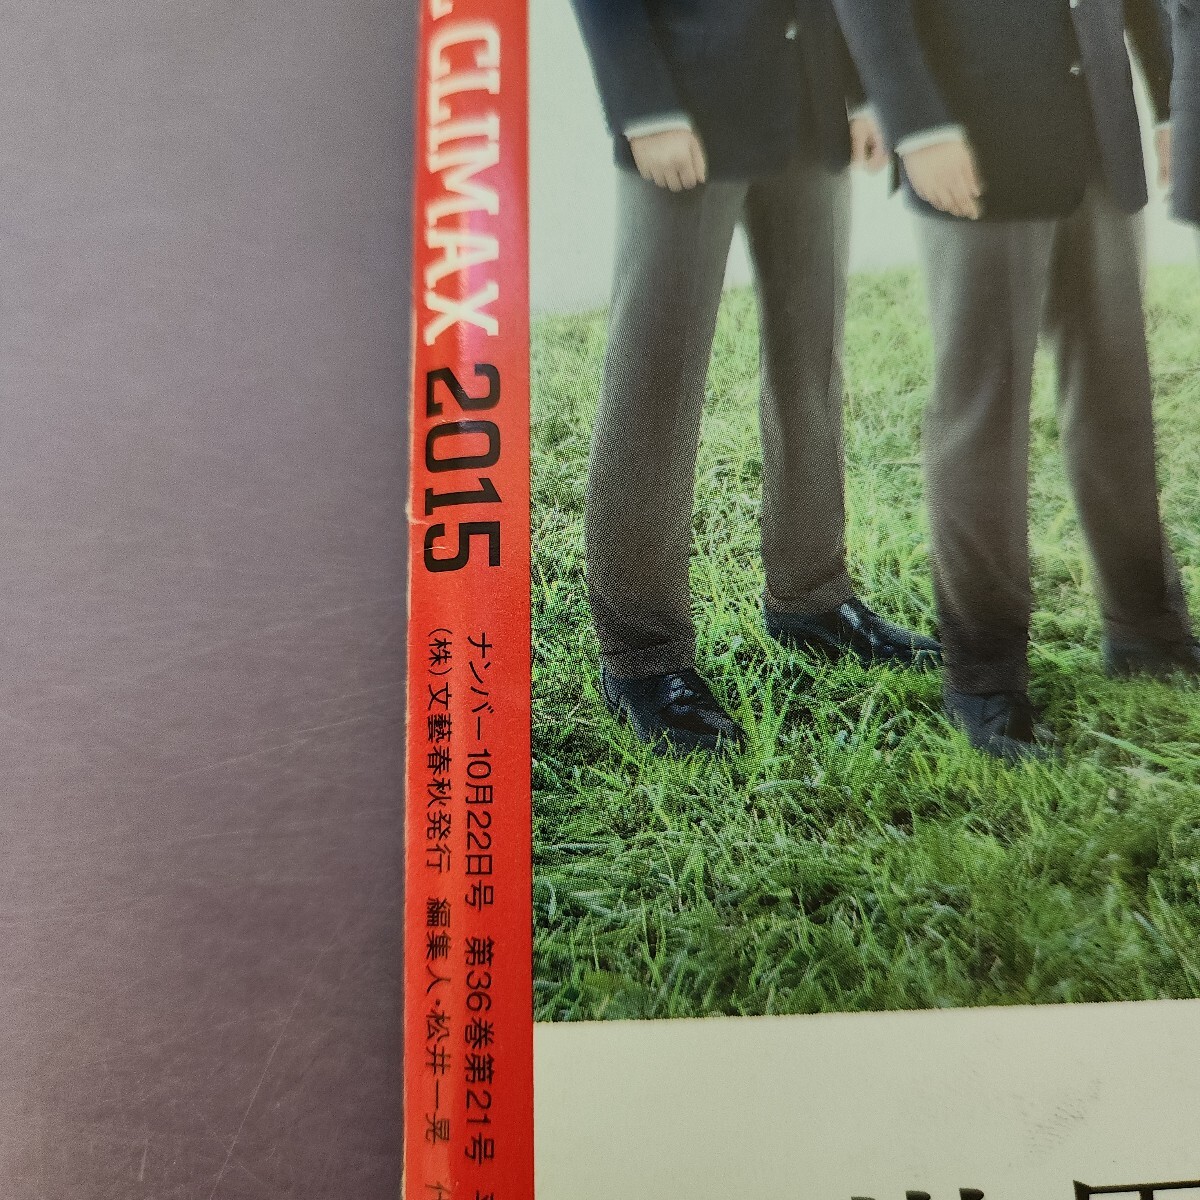 CLIMAX 2015
ナンバー10月22日号 第36巻第21号
(株)文藝春秋発行 編集人・松井一晃